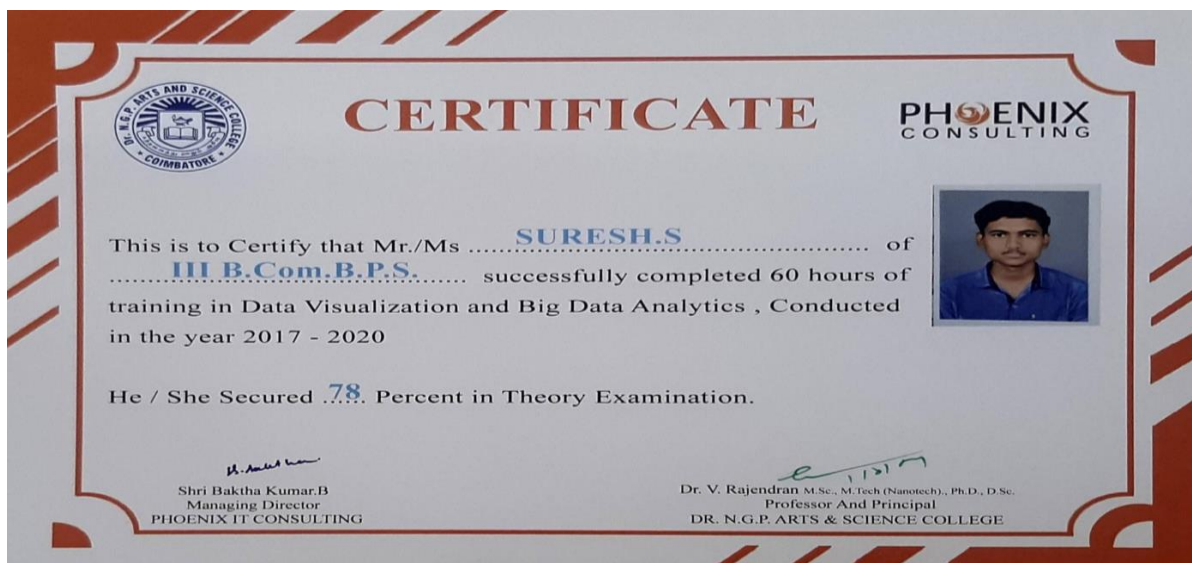 Dr. N.G.P. ARTS AND SCIENCE COLLEGE
* COIMBATORE *
CERTIFICATE
PHOENIX
CONSULTING
This is to Certify that Mr./Ms ......SURESH.S.............................. of
.........III B.Com.B.P.S........... successfully completed 60 hours of
training in Data Visualization and Big Data Analytics , Conducted
in the year 2017 - 2020
He / She Secured .78. Percent in Theory Examination.
Shri Baktha Kumar.B
Managing Director
PHOENIX IT CONSULTING
Dr. V. Rajendran M.Sc., M.Tech (Nanotech)., Ph.D., D.Sc.
Professor And Principal
DR. N.G.P. ARTS & SCIENCE COLLEGE